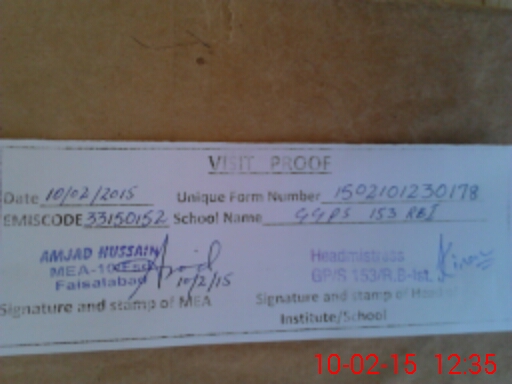 VISIT PROOF
Date 10/02/2015 Unique Form Number 1502101230178
EMISCODE 33150152 School Name GGPS 153 RBI
AMJAD HUSSAIN
MEA-10
Faisalabad 10/2/15
Headmistress
GP/S 153/R.B-Ist.
Signature and stamp of MEA
Signature and stamp of Head of
Institute/School
10-02-15 12:35